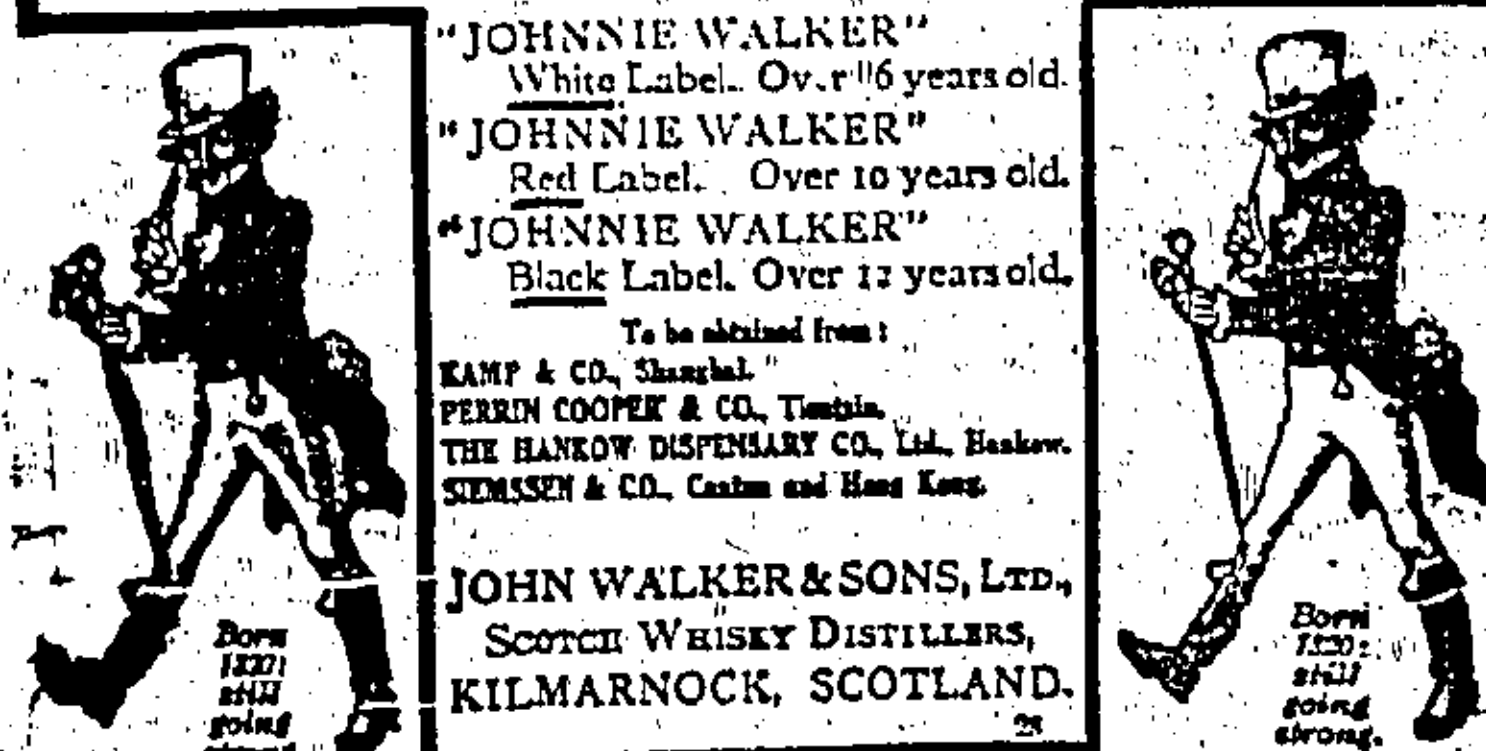 "JOHNNIE WALKER"
White Label. Over 6 years old.
"JOHNNIE WALKER"
Red Label. Over 10 years old.
"JOHNNIE WALKER"
Black Label. Over 12 years old.
To be obtained from:
KAMP & CO., Shanghai.
PERRIN COOPER & CO., Tientsin.
THE HANKOW DISPENSARY CO., Ltd., Hankow.
SIEMSSEN & CO., Canton and Hong Kong.
JOHN WALKER & SONS, LTD.,
SCOTCH WHISKY DISTILLERS,
KILMARNOCK, SCOTLAND.
Born
1820:
still
going
strong
Born
1820:
still
going
strong.